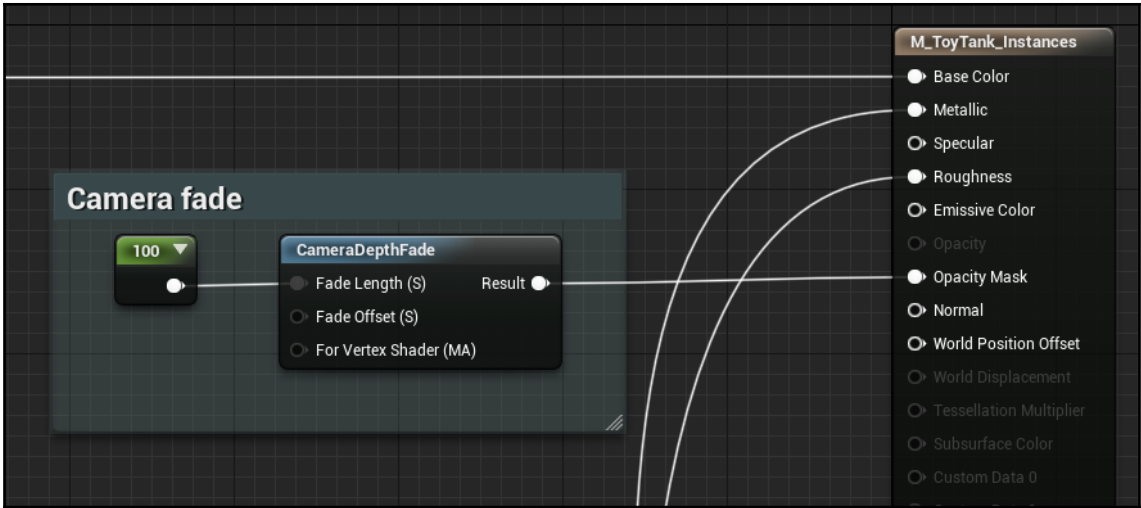 M_ToyTank_Instances
Base Color
Metallic
Specular
Roughness
Emissive Color
Opacity
Opacity Mask
Normal
World Position Offset
World Displacement
Tessellation Multiplier
Subsurface Color
Custom Data 0
Camera fade
100
CameraDepthFade
Fade Length (S)
Result
Fade Offset (S)
For Vertex Shader (MA)